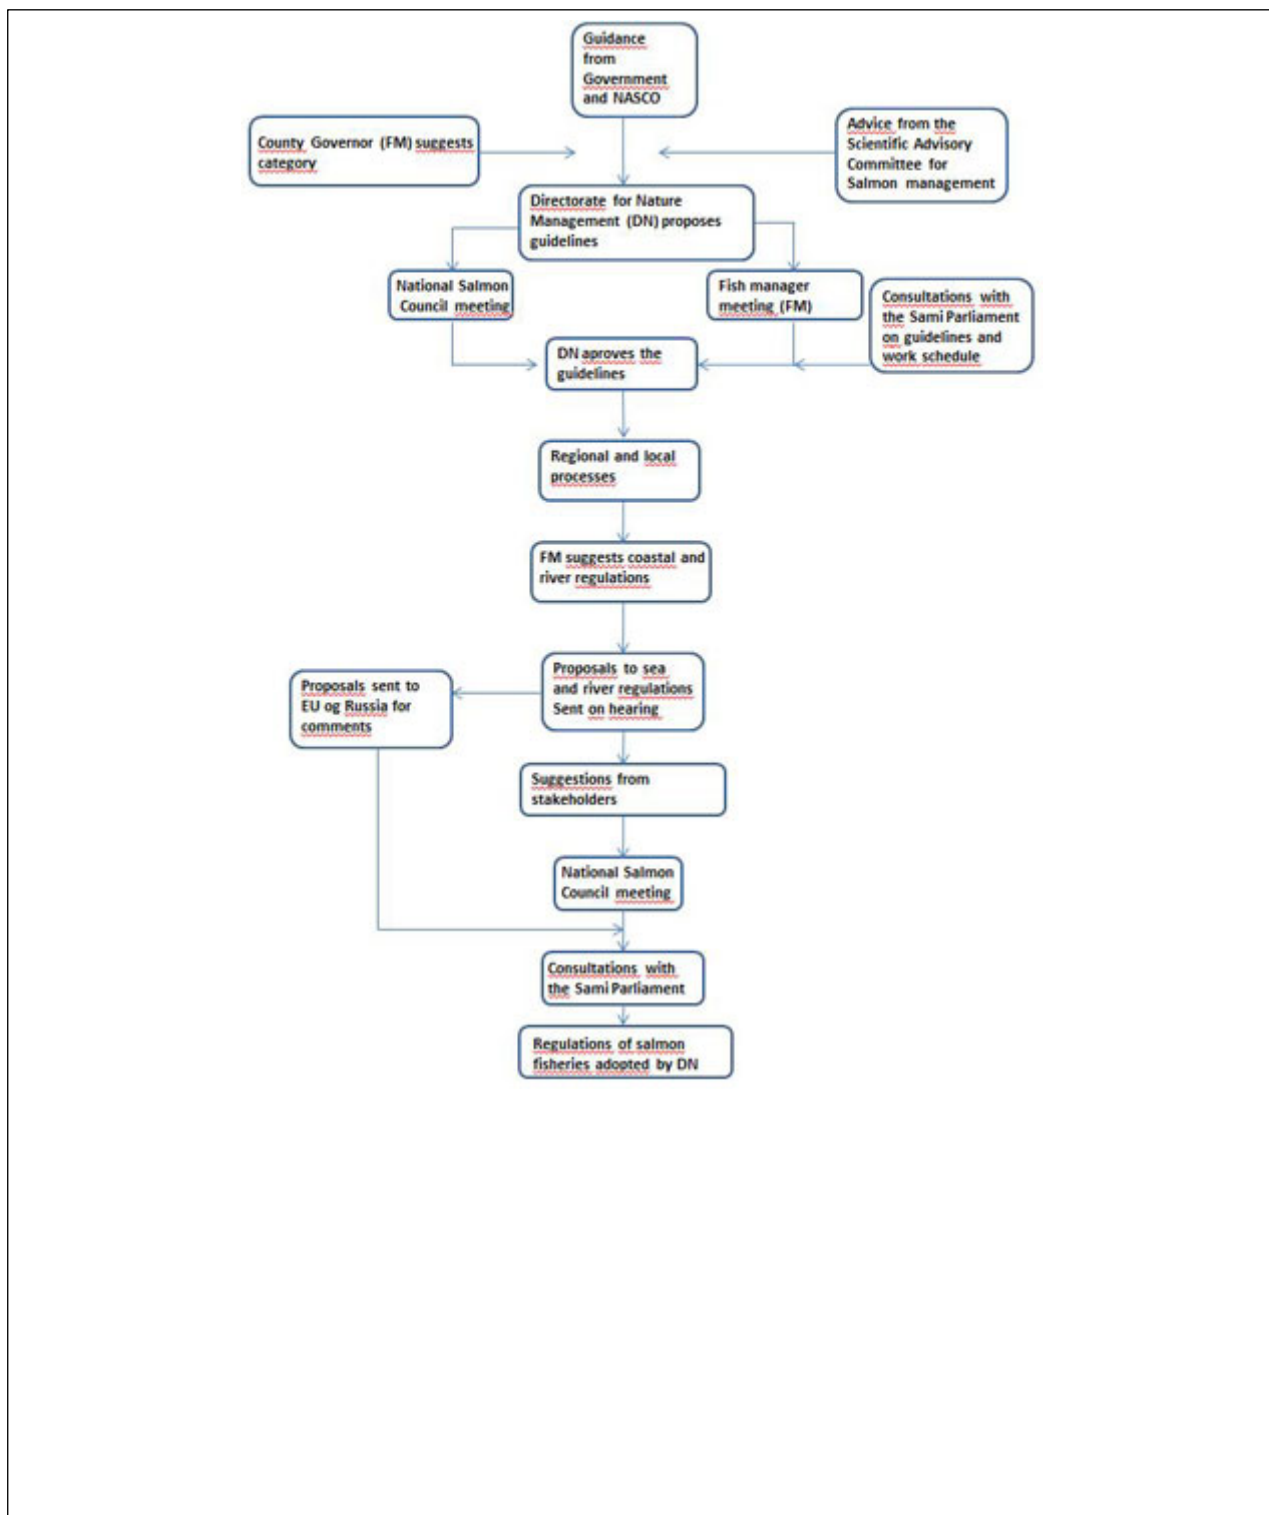 Guidance
from
Government
and NASCO
County Governor (FM) suggests
category
Advice from the
Scientific Advisory
Committee for
Salmon management
Directorate for Nature
Management (DN) proposes
guidelines
National Salmon
Council meeting
Fish manager
meeting (FM)
Consultations with
the Sami Parliament
on guidelines and
work schedule
DN aproves the
guidelines
Regional and local
processes
FM suggests coastal and
river regulations
Proposals to sea
and river regulations
Sent on hearing
Proposals sent to
EU og Russia for
comments
Suggestions from
stakeholders
National Salmon
Council meeting
Consultations with
the Sami Parliament
Regulations of salmon
fisheries adopted by DN